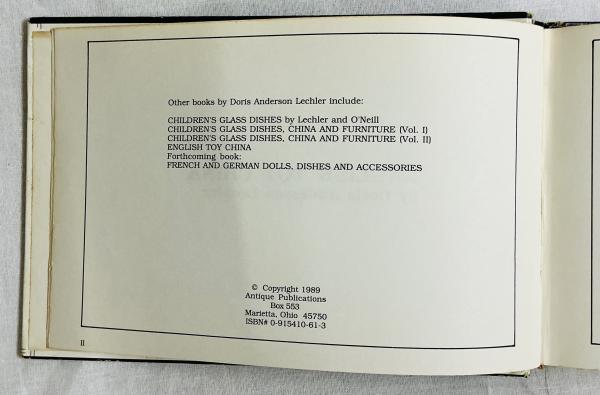 Other books by Doris Anderson Lechler include:
CHILDREN'S GLASS DISHES by Lechler and O'Neill
CHILDREN'S GLASS DISHES, CHINA AND FURNITURE (Vol. I)
CHILDREN'S GLASS DISHES, CHINA AND FURNITURE (Vol. II)
ENGLISH TOY CHINA
Forthcoming book:
FRENCH AND GERMAN DOLLS, DISHES AND ACCESSORIES
© Copyright 1989
Antique Publications
Box 553
Marietta, Ohio 45750
ISBN# 0-915410-61-3
II